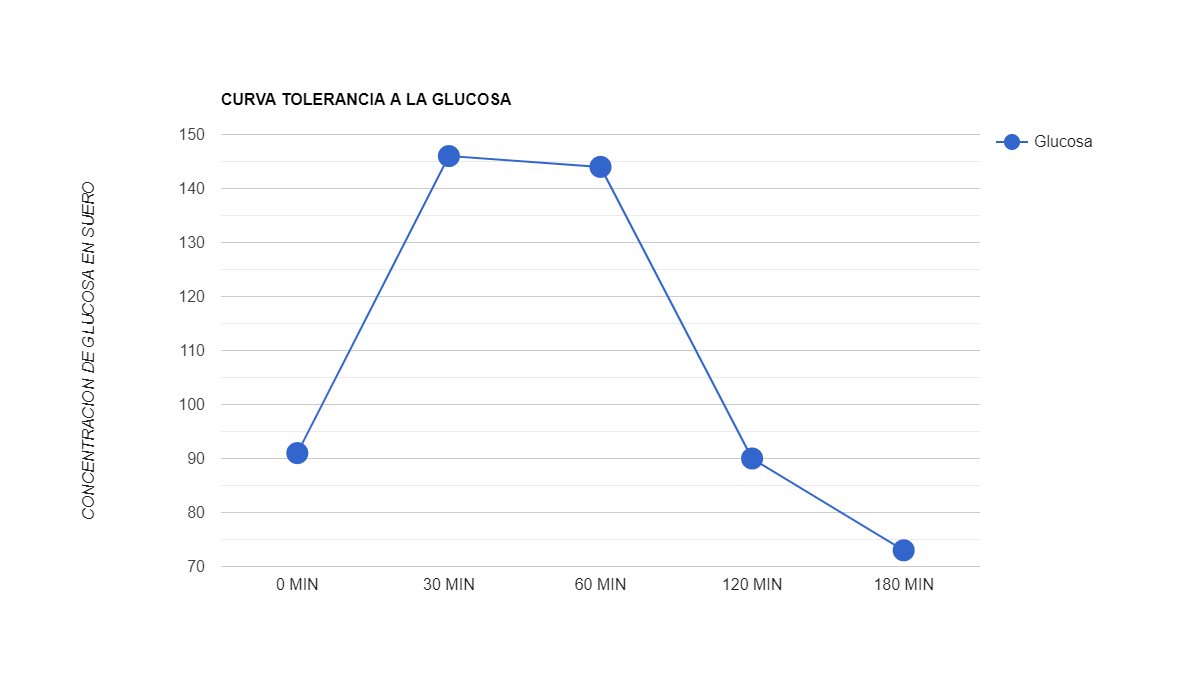 CURVA TOLERANCIA A LA GLUCOSA
Glucosa
CONCENTRACION DE GLUCOSA EN SUERO
150
140
130
120
110
100
90
80
70
0 MIN
30 MIN
60 MIN
120 MIN
180 MIN